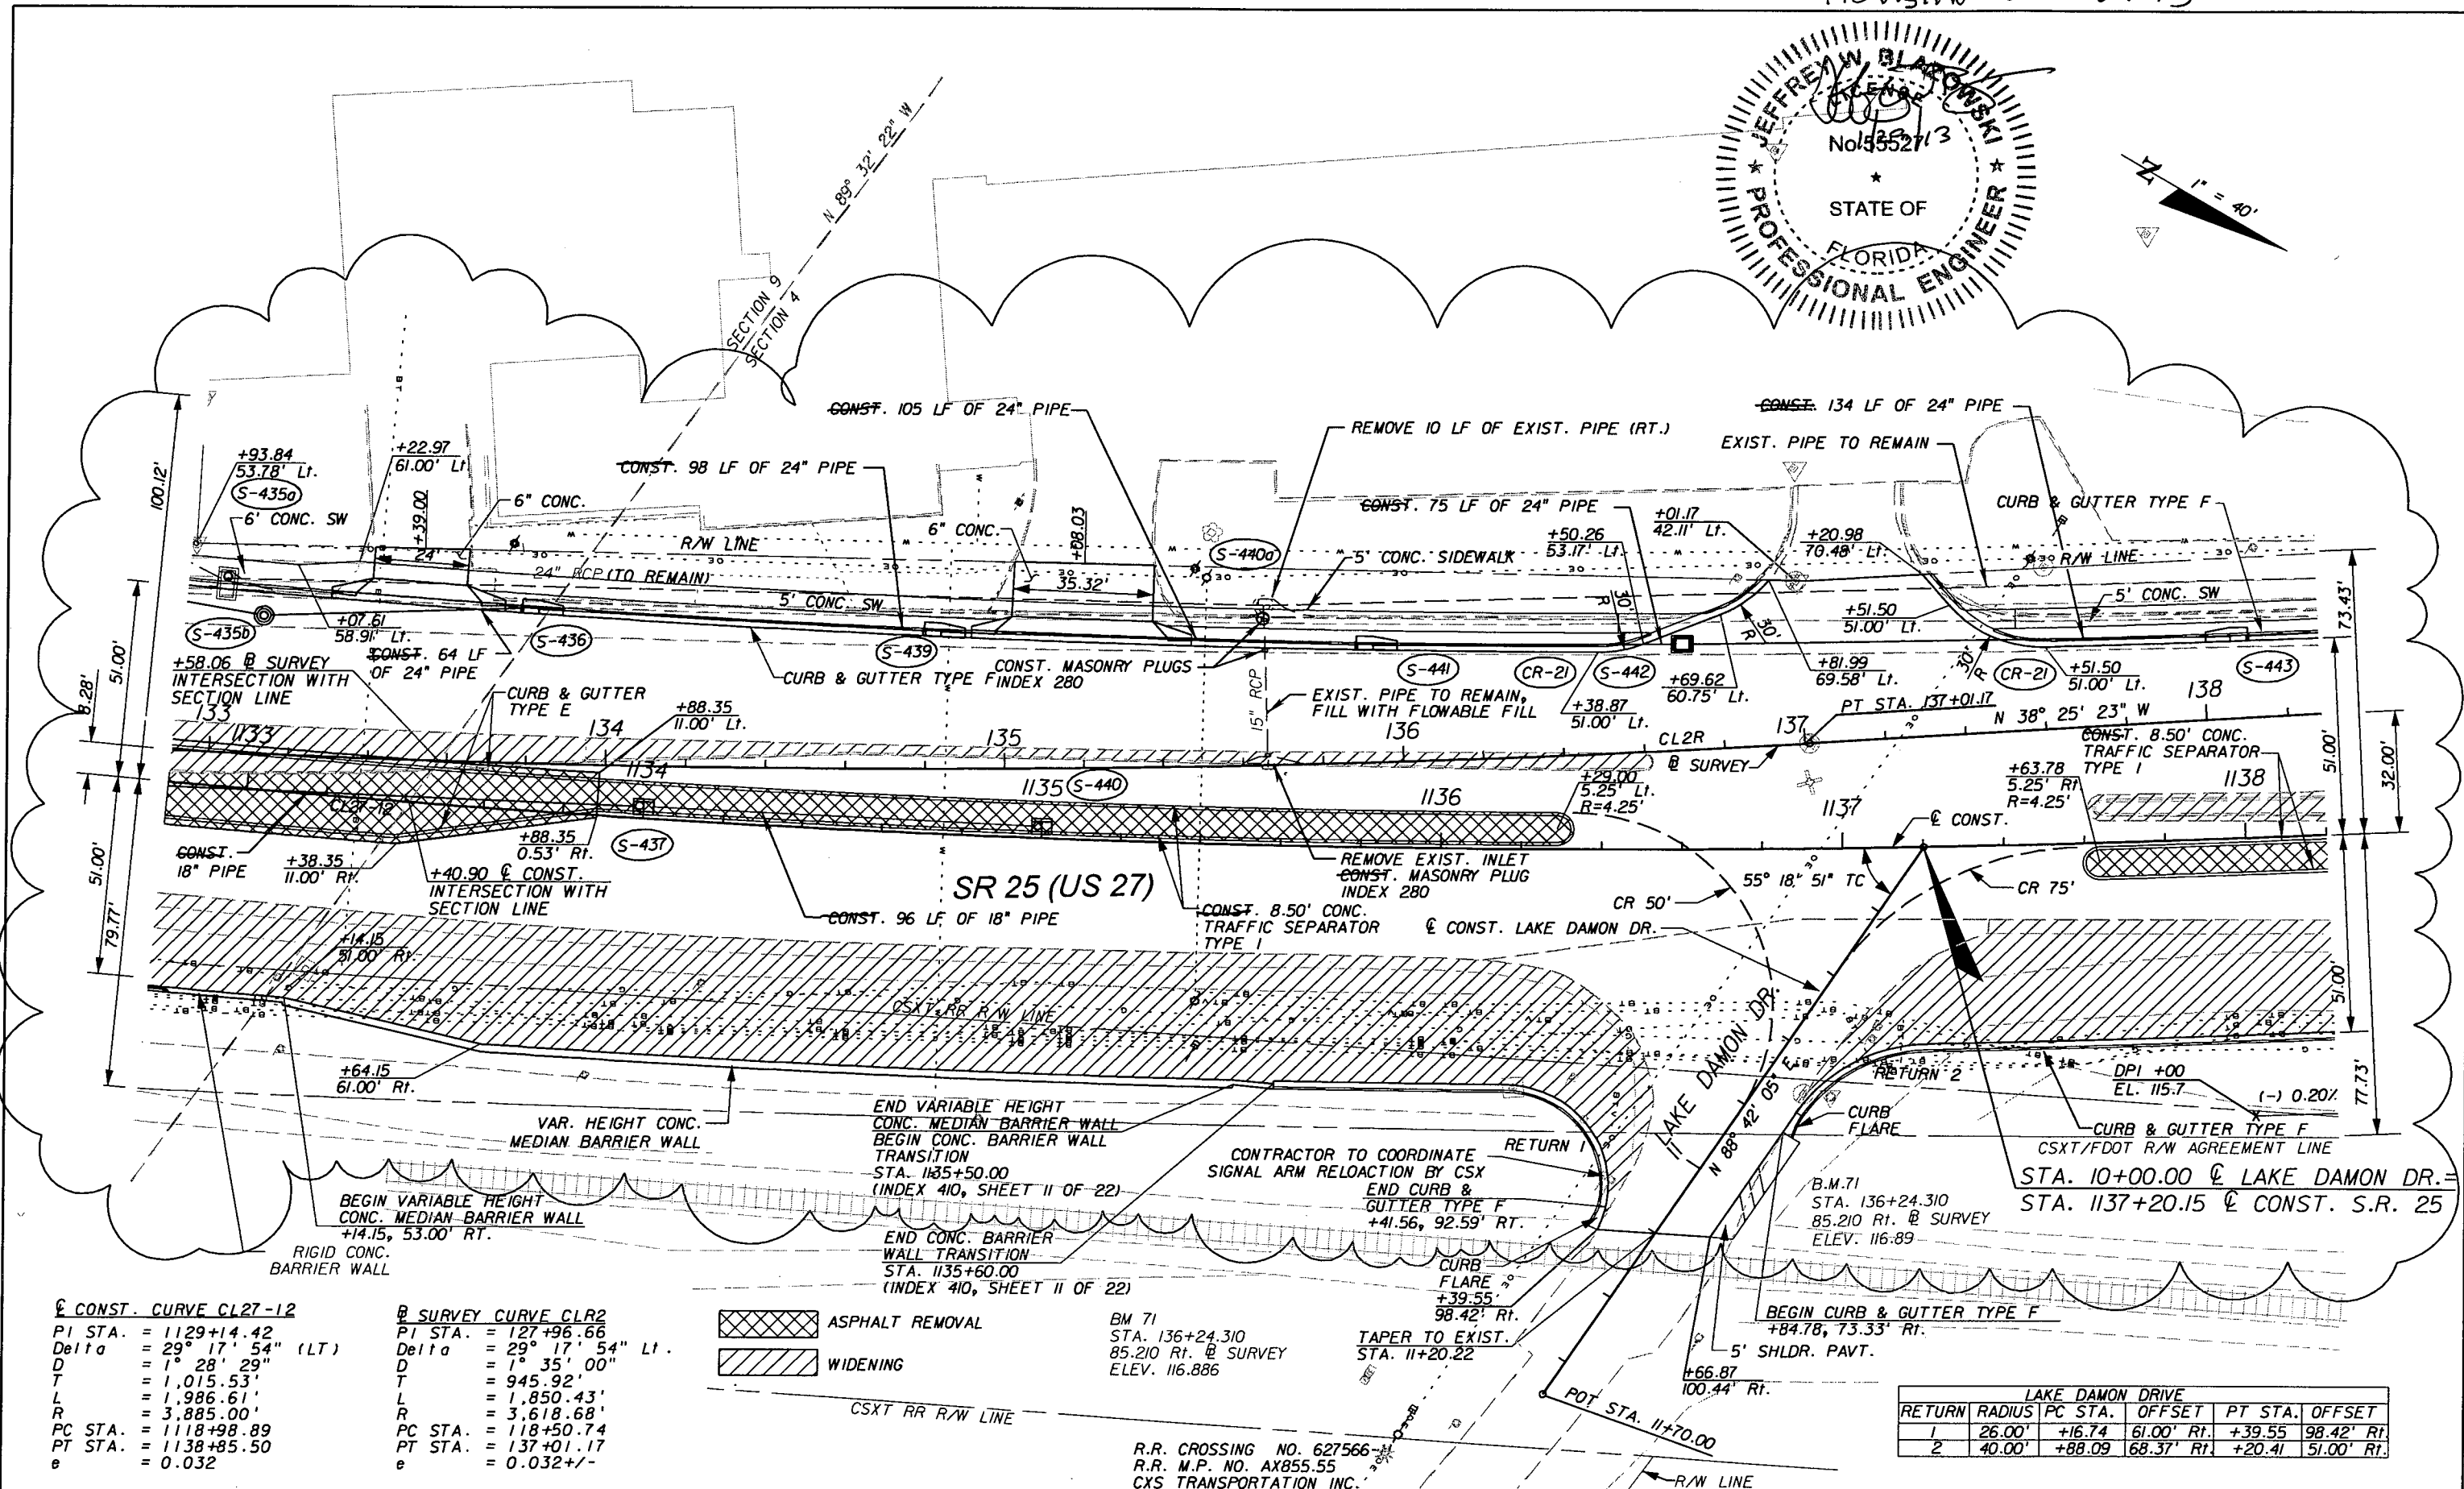 JEFFREY W. BLAZOWSKI
LICENSE
No 55527
STATE OF
FLORIDA
PROFESSIONAL ENGINEER
N
1" = 40'
N 89° 32' 22" W
SECTION 9
SECTION 4
100.12'
51.00'
8.28'
51.00'
79.77'
+93.84
53.78' Lt.
S-435a
6' CONC. SW
+22.97
61.00' Lt
+39.00
24'
6" CONC.
CONST. 98 LF OF 24" PIPE
CONST. 105 LF OF 24" PIPE
REMOVE 10 LF OF EXIST. PIPE (RT.)
CONST. 134 LF OF 24" PIPE
EXIST. PIPE TO REMAIN
CURB & GUTTER TYPE F
R/W LINE
24" RCP (TO REMAIN)
5' CONC. SW
6" CONC.
+08.03
35.32'
S-440a
5' CONC. SIDEWALK
CONST. 75 LF OF 24" PIPE
+50.26
53.17' Lt.
+01.17
42.11' Lt.
+20.98
70.48' Lt.
R/W LINE
5' CONC. SW
73.43'
S-435b
+07.61
58.91' Lt.
CONST. 64 LF
OF 24" PIPE
S-436
S-439
CURB & GUTTER TYPE F
CONST. MASONRY PLUGS
INDEX 280
15" RCP
EXIST. PIPE TO REMAIN,
FILL WITH FLOWABLE FILL
S-441
CR-21
S-442
30'
R
30'
R
+38.87
51.00' Lt.
+69.62
60.75' Lt.
+81.99
69.58' Lt.
+51.50
51.00' Lt.
30'
R
CR-21
+51.50
51.00' Lt.
S-443
+58.06 B SURVEY
INTERSECTION WITH
SECTION LINE
CURB & GUTTER
TYPE E
+88.35
11.00' Lt.
133
134
135
136
137
138
PT STA. 137+01.17
N 38° 25' 23" W
CL2R
B SURVEY
1133
1134
1135
S-440
1136
1137
1138
CL27-12
CONST.
18" PIPE
+38.35
11.00' Rt.
+88.35
0.53' Rt.
S-437
+40.90 C CONST.
INTERSECTION WITH
SECTION LINE
SR 25 (US 27)
CONST. 96 LF OF 18" PIPE
+29.00
5.25' Lt.
R=4.25'
REMOVE EXIST. INLET
CONST. MASONRY PLUG
INDEX 280
CONST. 8.50' CONC.
TRAFFIC SEPARATOR
TYPE I
CR 50'
55° 18' 51" TC
C CONST. LAKE DAMON DR.
C CONST.
CR 75'
+63.78
5.25' Rt
R=4.25'
CONST. 8.50' CONC.
TRAFFIC SEPARATOR
TYPE I
51.00'
32.00'
51.00'
77.73'
+14.15
51.00' Rt.
CSXT RR R/W LINE
+64.15
61.00' Rt.
VAR. HEIGHT CONC.
MEDIAN BARRIER WALL
BEGIN VARIABLE HEIGHT
CONC. MEDIAN BARRIER WALL
+14.15, 53.00' RT.
RIGID CONC.
BARRIER WALL
END VARIABLE HEIGHT
CONC. MEDIAN BARRIER WALL
BEGIN CONC. BARRIER WALL
TRANSITION
STA. 1135+50.00
(INDEX 410, SHEET 11 OF 22)
END CONC. BARRIER
WALL TRANSITION
STA. 1135+60.00
(INDEX 410, SHEET 11 OF 22)
CONTRACTOR TO COORDINATE
SIGNAL ARM RELOACTION BY CSX
RETURN 1
END CURB &
GUTTER TYPE F
+41.56, 92.59' RT.
CURB
FLARE
+39.55
98.42' Rt.
TAPER TO EXIST.
STA. 11+20.22
LAKE DAMON DR.
11
N 88° 42' 05" E
RETURN 2
CURB
FLARE
DPI +00
EL. 115.7
(-) 0.20%
CURB & GUTTER TYPE F
CSXT/FDOT R/W AGREEMENT LINE
STA. 10+00.00 C LAKE DAMON DR.=
STA. 1137+20.15 C CONST. S.R. 25
B.M.71
STA. 136+24.310
85.210 Rt. B SURVEY
ELEV. 116.89
BEGIN CURB & GUTTER TYPE F
+84.78, 73.33' Rt.
5' SHLDR. PAVT.
+66.87
100.44' Rt.
POT STA. 11+70.00
C CONST. CURVE CL27-12
PI STA. = 1129+14.42
Delta = 29° 17' 54" (LT)
D = 1° 28' 29"
T = 1,015.53'
L = 1,986.61'
R = 3,885.00'
PC STA. = 1118+98.89
PT STA. = 1138+85.50
e = 0.032
B SURVEY CURVE CLR2
PI STA. = 127+96.66
Delta = 29° 17' 54" Lt.
D = 1° 35' 00"
T = 945.92'
L = 1,850.43'
R = 3,618.68'
PC STA. = 118+50.74
PT STA. = 137+01.17
e = 0.032+/-
ASPHALT REMOVAL
WIDENING
BM 71
STA. 136+24.310
85.210 Rt. B SURVEY
ELEV. 116.886
CSXT RR R/W LINE
R.R. CROSSING NO. 627566-
R.R. M.P. NO. AX855.55
CXS TRANSPORTATION INC.
R/W LINE
LAKE DAMON DRIVE
RETURN RADIUS PC STA. OFFSET PT STA. OFFSET
1 26.00' +16.74 61.00' Rt. +39.55 98.42' Rt
2 40.00' +88.09 68.37' Rt. +20.41 51.00' Rt.